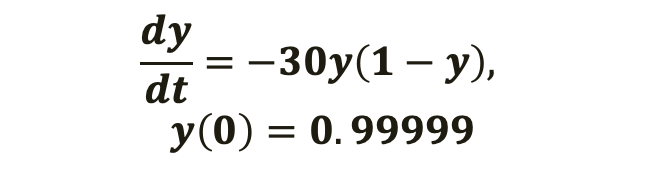 dy/dt = −30y(1 − y),
y(0) = 0.99999